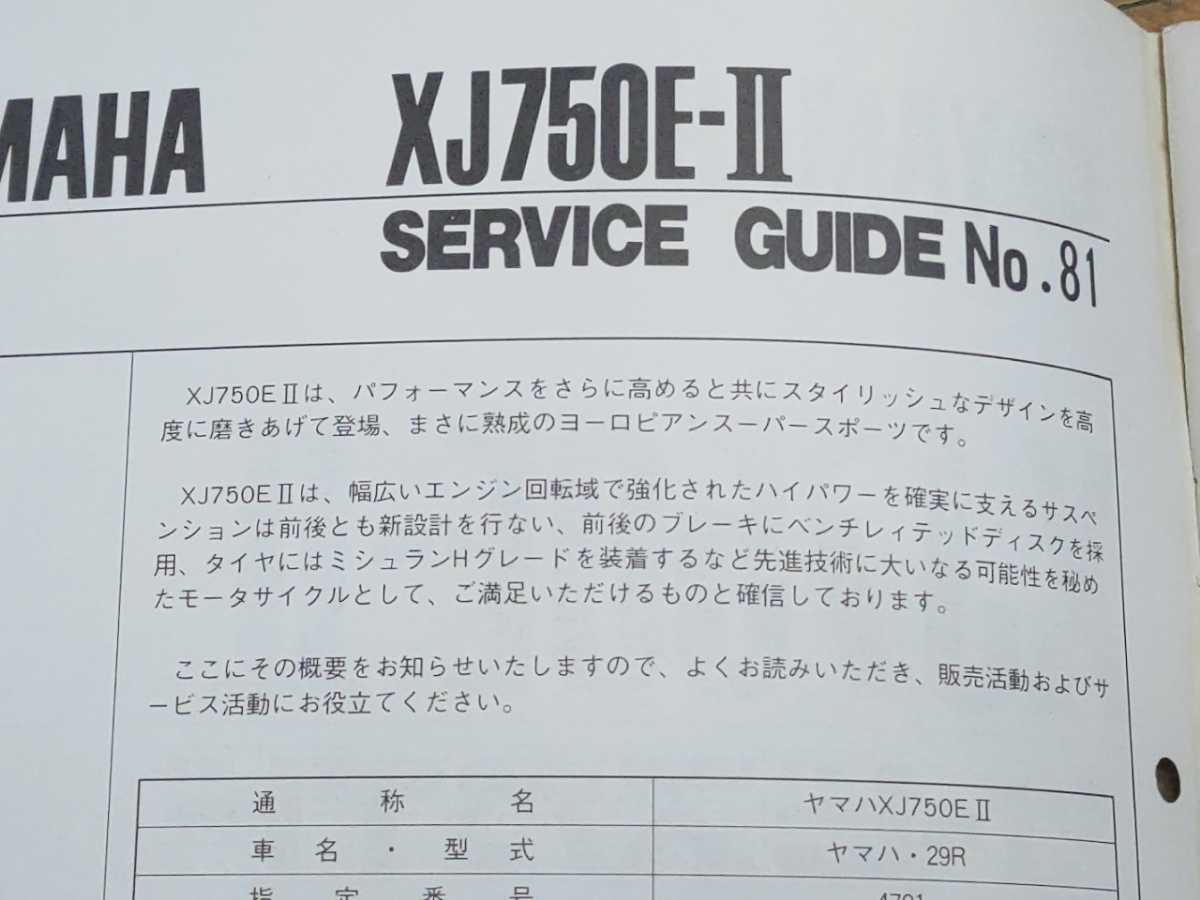 MAHA XJ750E-II
SERVICE GUIDE No.81
XJ750EⅡは、パフォーマンスをさらに高めると共にスタイリッシュなデザインを高
度に磨きあげて登場、まさに熟成のヨーロピアンスーパースポーツです。
XJ750EⅡは、幅広いエンジン回転域で強化されたハイパワーを確実に支えるサスペ
ンションは前後とも新設計を行ない、前後のブレーキにベンチレィテッドディスクを採
用、タイヤにはミシュランHグレードを装着するなど先進技術に大いなる可能性を秘め
たモータサイクルとして、ご満足いただけるものと確信しております。
ここにその概要をお知らせいたしますので、よくお読みいただき、販売活動およびサ
ービス活動にお役立てください。
通称名 ヤマハXJ750EⅡ
車名・型式 ヤマハ・29R
指定番号